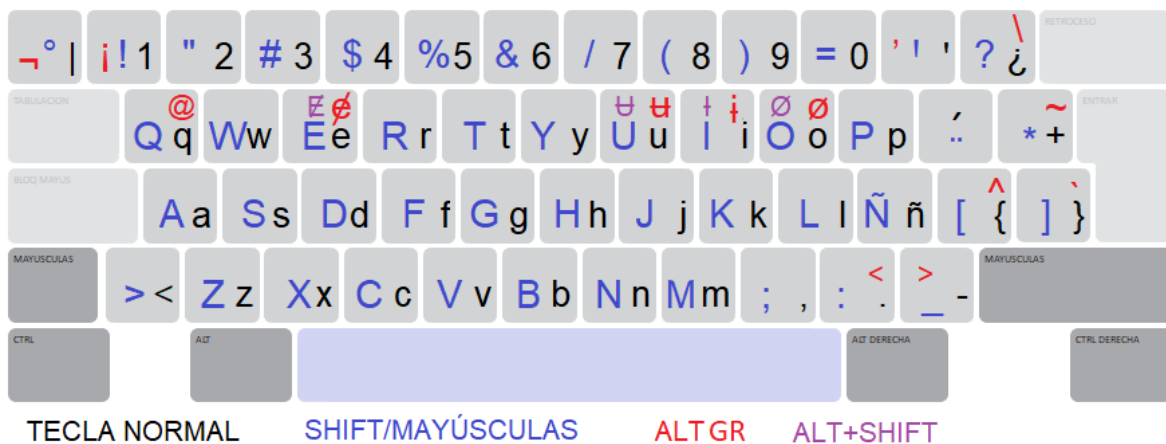 ¬ ° | ¡ ! 1 " 2 # 3 $ 4 % 5 & 6 / 7 ( 8 ) 9 = 0 ' ! ' ? \ ¿ RETROCESO
TABULACION Q @ q W w Ɇ E ɇ e R r T t Y y Ʉ U ʉ u Ɨ I ɨ i Ø O ø o P p ´ ¨ * ~ + ENTRAR
BLOQ MAYUS A a S s D d F f G g H h J j K k L l Ñ ñ [ ^ { ] ` }
MAYUSCULAS > < Z z X x C c V v B b N n M m ; , : < . > _ - MAYUSCULAS
CTRL ALT ALT DERECHA CTRL DERECHA
TECLA NORMAL SHIFT/MAYÚSCULAS ALT GR ALT+SHIFT